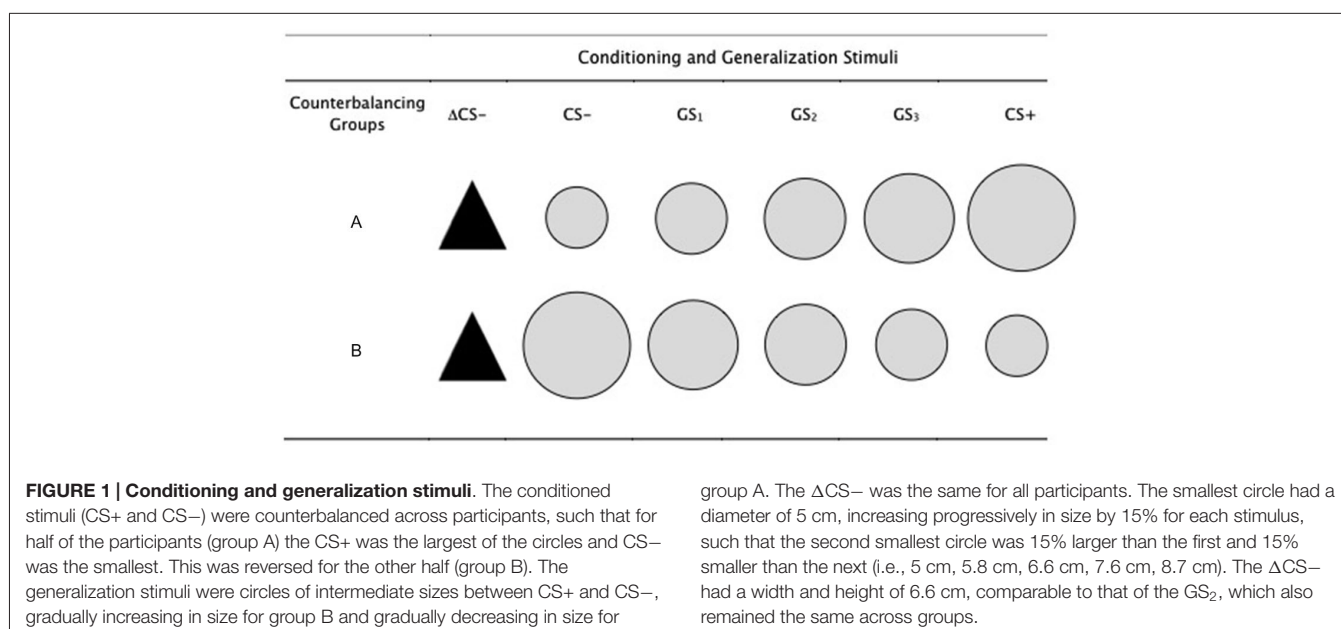 Conditioning and Generalization Stimuli
Counterbalancing
Groups
ΔCS- CS- GS₁ GS₂ GS₃ CS+
A
B
FIGURE 1 | Conditioning and generalization stimuli. The conditioned
stimuli (CS+ and CS−) were counterbalanced across participants, such that for
half of the participants (group A) the CS+ was the largest of the circles and CS−
was the smallest. This was reversed for the other half (group B). The
generalization stimuli were circles of intermediate sizes between CS+ and CS−,
gradually increasing in size for group B and gradually decreasing in size for
group A. The ΔCS− was the same for all participants. The smallest circle had a
diameter of 5 cm, increasing progressively in size by 15% for each stimulus,
such that the second smallest circle was 15% larger than the first and 15%
smaller than the next (i.e., 5 cm, 5.8 cm, 6.6 cm, 7.6 cm, 8.7 cm). The ΔCS−
had a width and height of 6.6 cm, comparable to that of the GS₂, which also
remained the same across groups.